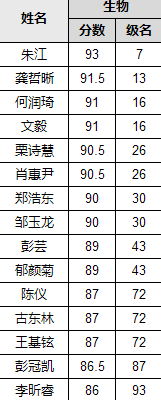 姓名 生物
分数 级名
朱江 93 7
龚哲晰 91.5 13
何润琦 91 16
文毅 91 16
栗诗慧 90.5 26
肖重尹 90.5 26
郑浩东 90 30
邹玉龙 90 30
彭芸 89 43
郁颜菊 89 43
陈仪 87 72
古东林 87 72
王基铉 87 72
彭冠凯 86.5 87
李昕睿 86 93